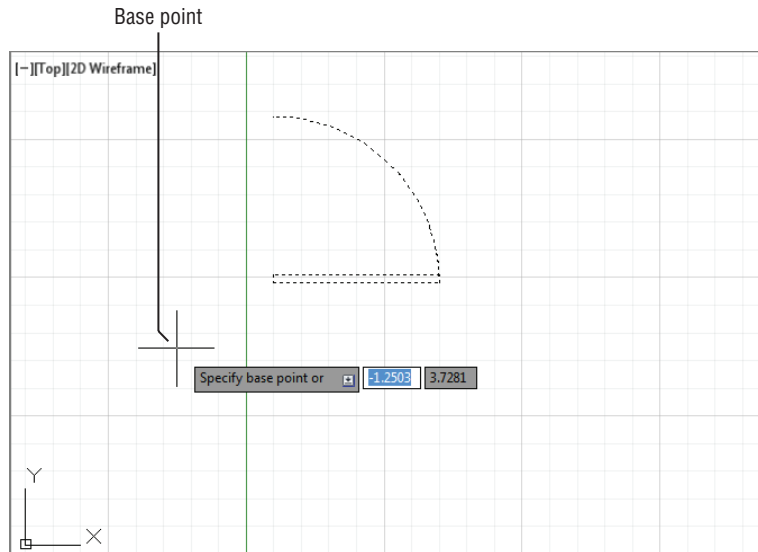 Base point
[−][Top][2D Wireframe]
Specify base point or -1.2503 3.7281
Y
X